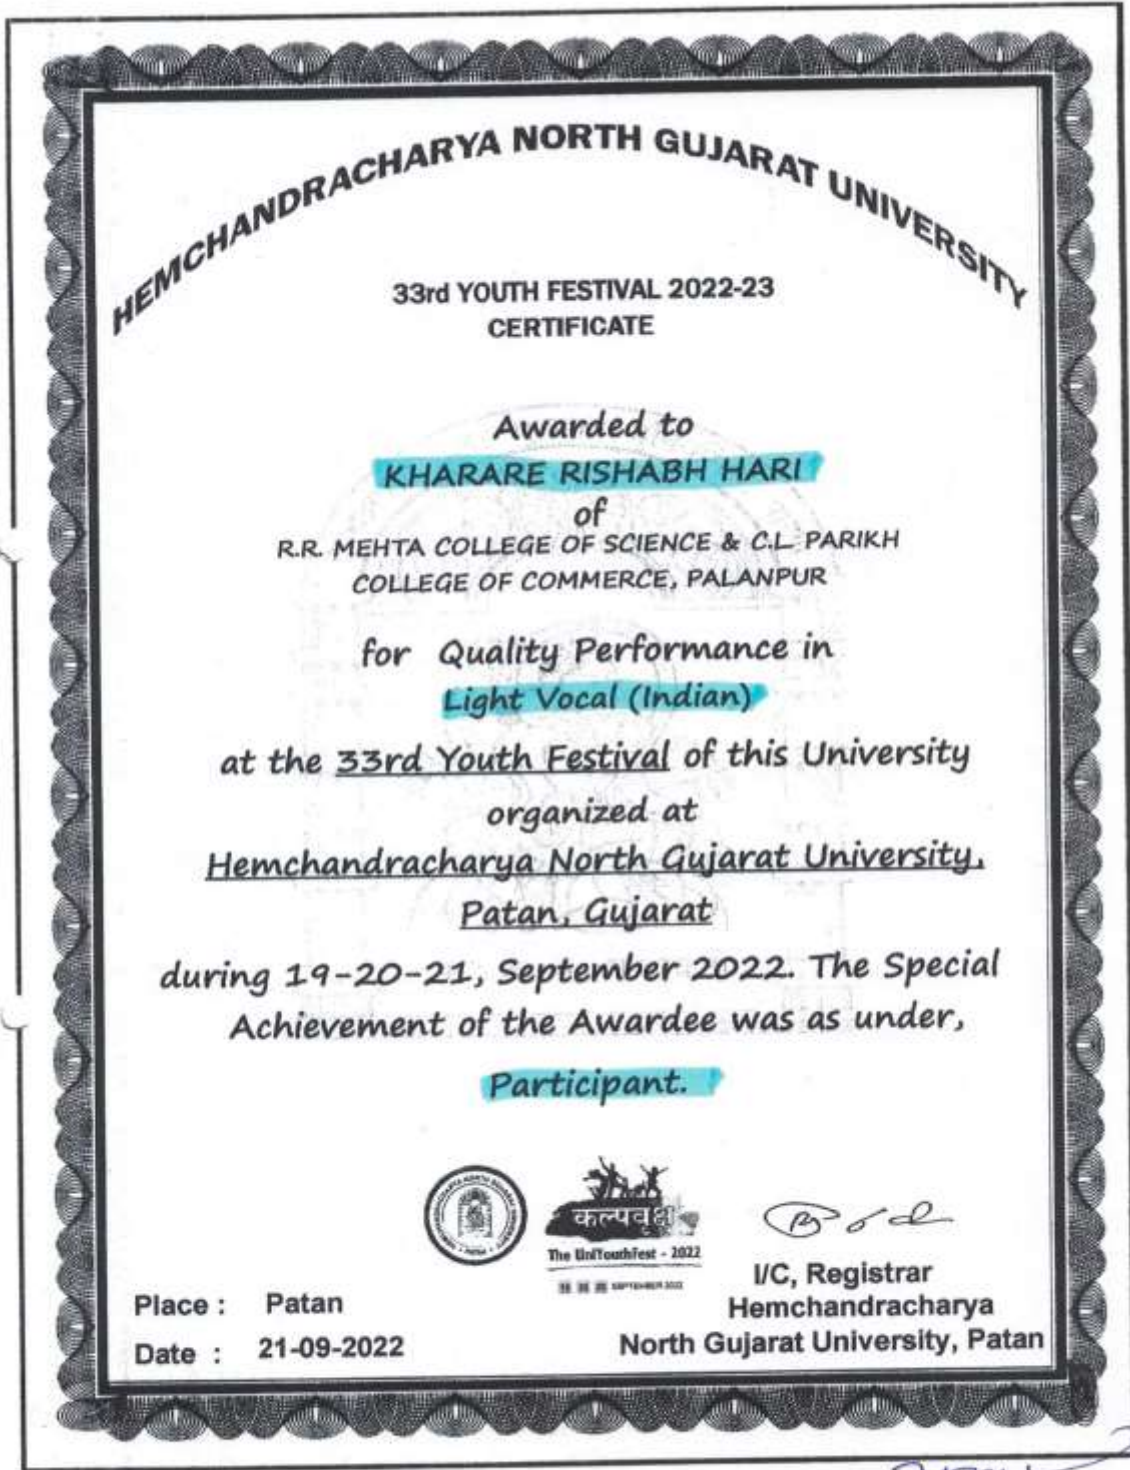 HEMCHANDRACHARYA NORTH GUJARAT UNIVERSITY
33rd YOUTH FESTIVAL 2022-23
CERTIFICATE
Awarded to
KHARARE RISHABH HARI
of
R.R. MEHTA COLLEGE OF SCIENCE & C.L. PARIKH
COLLEGE OF COMMERCE, PALANPUR
for Quality Performance in
Light Vocal (Indian)
at the 33rd Youth Festival of this University
organized at
Hemchandracharya North Gujarat University,
Patan, Gujarat
during 19-20-21, September 2022. The Special
Achievement of the Awardee was as under,
Participant.
कल्पवृक्ष
The UniYouthFest - 2022
SEPTEMBER 2022
I/C, Registrar
Hemchandracharya
North Gujarat University, Patan
Place : Patan
Date : 21-09-2022